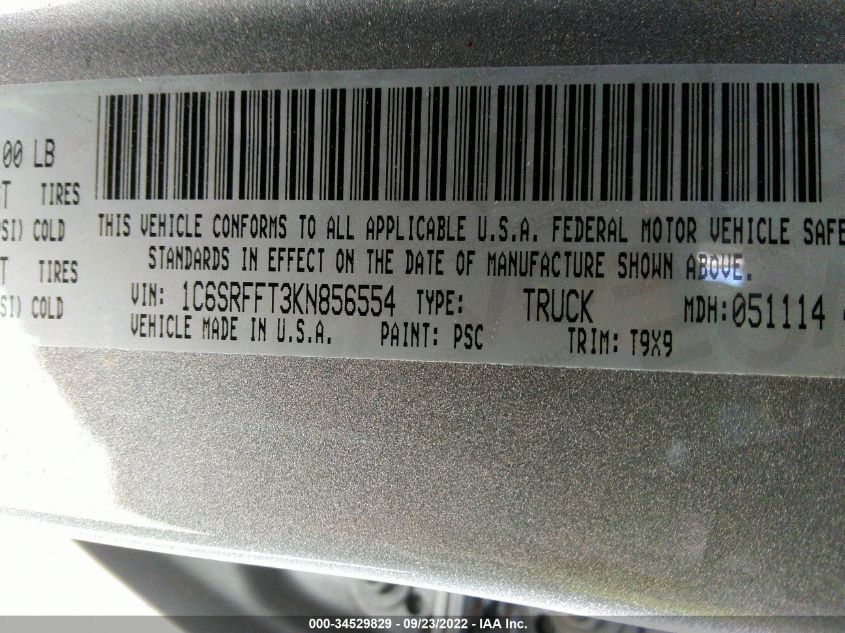 00 LB
TIRES
PSI) COLD
THIS VEHICLE CONFORMS TO ALL APPLICABLE U.S.A. FEDERAL MOTOR VEHICLE SAFE
STANDARDS IN EFFECT ON THE DATE OF MANUFACTURE SHOWN ABOVE.
TIRES
SI) COLD
VIN: 1C6SRFFT3KN856554 TYPE: TRUCK MDH:051114
VEHICLE MADE IN U.S.A. PAINT: PSC TRIM: T9X9
000-34529829 - 09/23/2022 - IAA Inc.